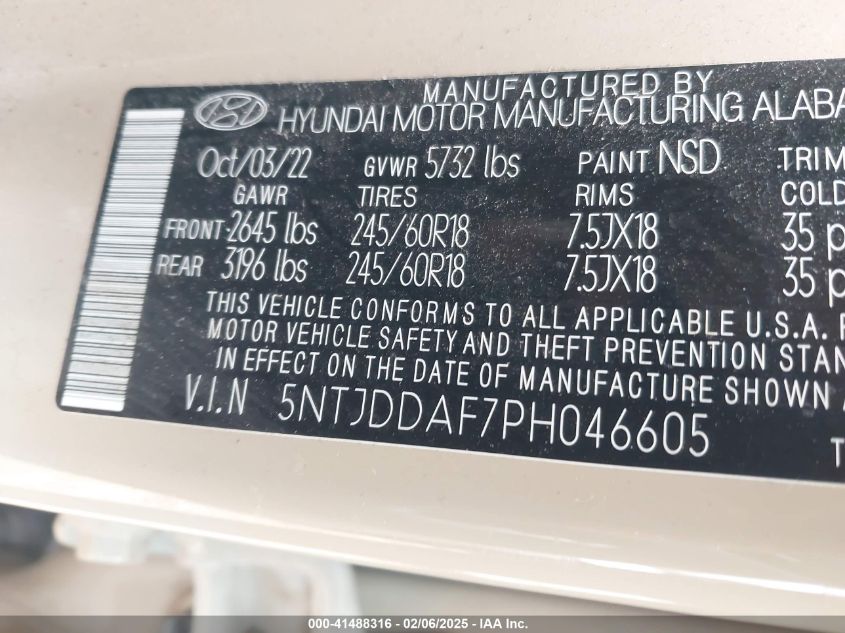 MANUFACTURED BY
HYUNDAI MOTOR MANUFACTURING ALABA
Oct/03/22 GVWR 5732 lbs PAINT NSD TRIM
GAWR TIRES RIMS COLD
FRONT 2645 lbs 245/60R18 7.5JX18 35 p
REAR 3196 lbs 245/60R18 7.5JX18 35 p
THIS VEHICLE CONFORMS TO ALL APPLICABLE U.S.A. F
MOTOR VEHICLE SAFETY AND THEFT PREVENTION STAN
IN EFFECT ON THE DATE OF MANUFACTURE SHOWN
V.I.N 5NTJDDAF7PH046605
T
000-41488316 - 02/06/2025 - IAA Inc.